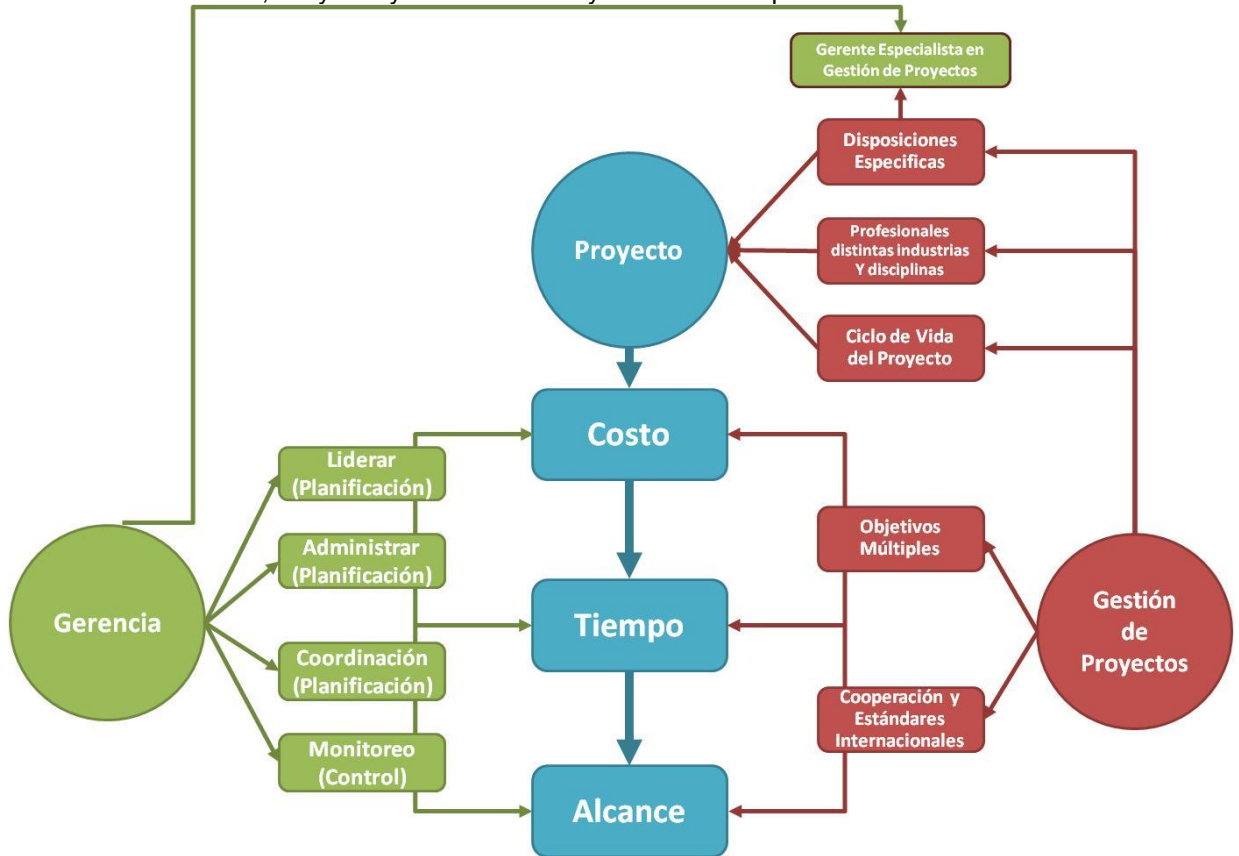 Gerente Especialista en
Gestión de Proyectos
Disposiciones
Especificas
Proyecto
Profesionales
distintas industrias
Y disciplinas
Ciclo de Vida
del Proyecto
Costo
Liderar
(Planificación)
Administrar
(Planificación)
Objetivos
Múltiples
Gerencia
Tiempo
Gestión
de
Proyectos
Coordinación
(Planificación)
Cooperación y
Estándares
Internacionales
Monitoreo
(Control)
Alcance